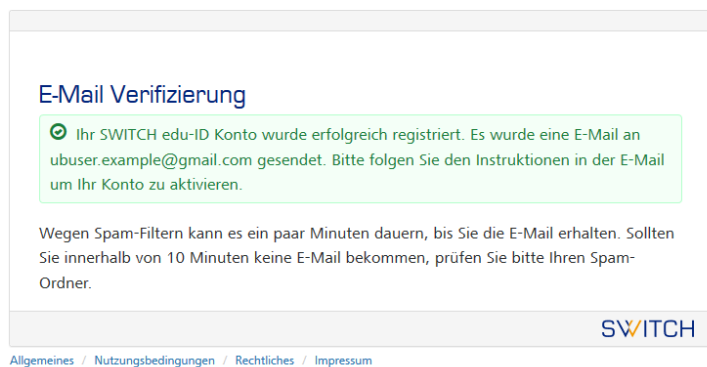 E-Mail Verifizierung
Ihr SWITCH edu-ID Konto wurde erfolgreich registriert. Es wurde eine E-Mail an
ubuser.example@gmail.com gesendet. Bitte folgen Sie den Instruktionen in der E-Mail
um Ihr Konto zu aktivieren.
Wegen Spam-Filtern kann es ein paar Minuten dauern, bis Sie die E-Mail erhalten. Sollten
Sie innerhalb von 10 Minuten keine E-Mail bekommen, prüfen Sie bitte Ihren Spam-
Ordner.
SWITCH
Allgemeines / Nutzungsbedingungen / Rechtliches / Impressum